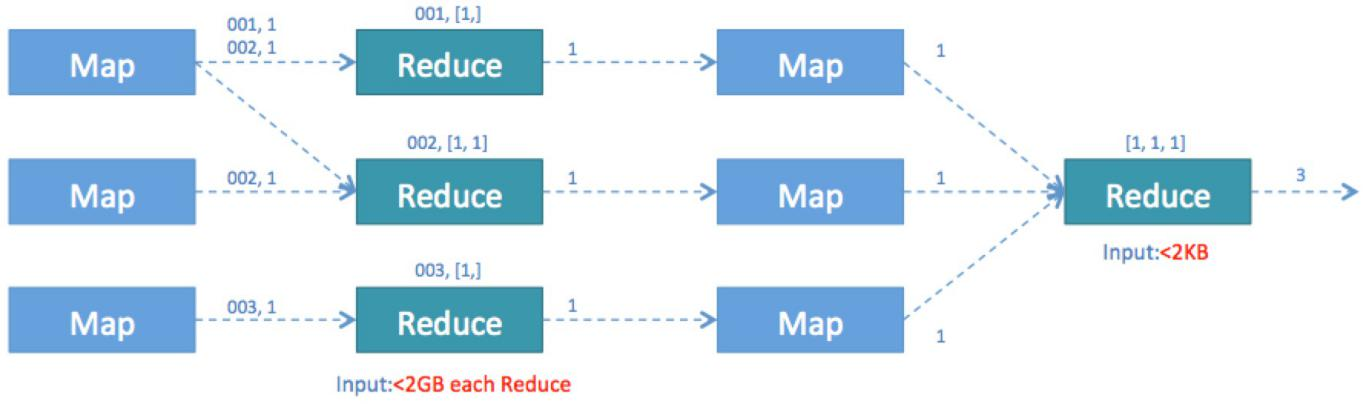 001, 1
002, 1
001, [1,]
Map
Reduce
1
Map
1
002, [1, 1]
[1, 1, 1]
Map
002, 1
Reduce
1
Map
1
Reduce
3
Input:<2KB
003, [1,]
Map
003, 1
Reduce
1
Map
1
Input:<2GB each Reduce